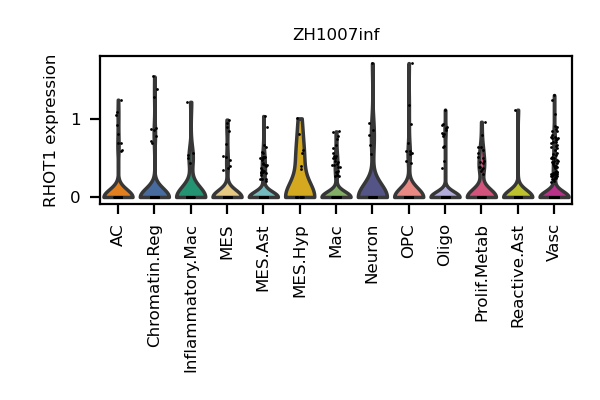 ZH1007inf
RHOT1 expression
1
0
AC
Chromatin.Reg
Inflammatory.Mac
MES
MES.Ast
MES.Hyp
Mac
Neuron
OPC
Oligo
Prolif.Metab
Reactive.Ast
Vasc